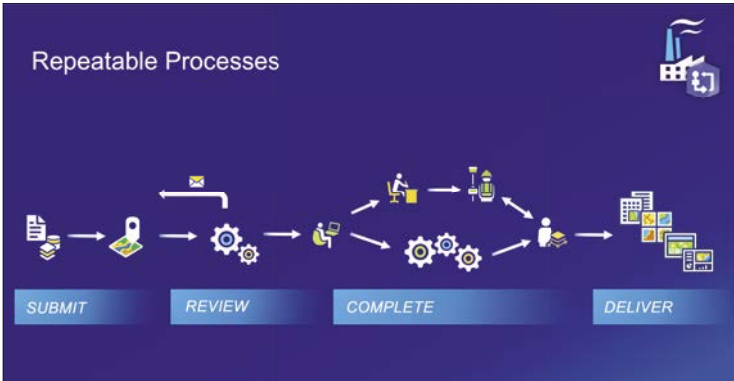 Repeatable Processes
SUBMIT
REVIEW
COMPLETE
DELIVER